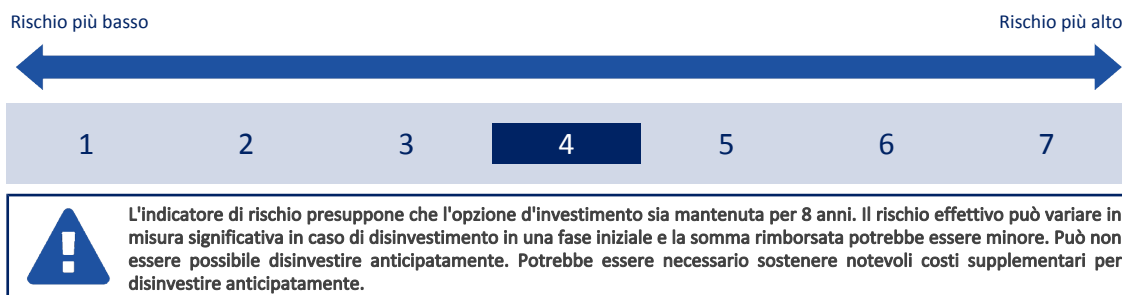 Rischio più basso Rischio più alto
1 2 3 4 5 6 7
L'indicatore di rischio presuppone che l'opzione d'investimento sia mantenuta per 8 anni. Il rischio effettivo può variare in
misura significativa in caso di disinvestimento in una fase iniziale e la somma rimborsata potrebbe essere minore. Può non
essere possibile disinvestire anticipatamente. Potrebbe essere necessario sostenere notevoli costi supplementari per
disinvestire anticipatamente.